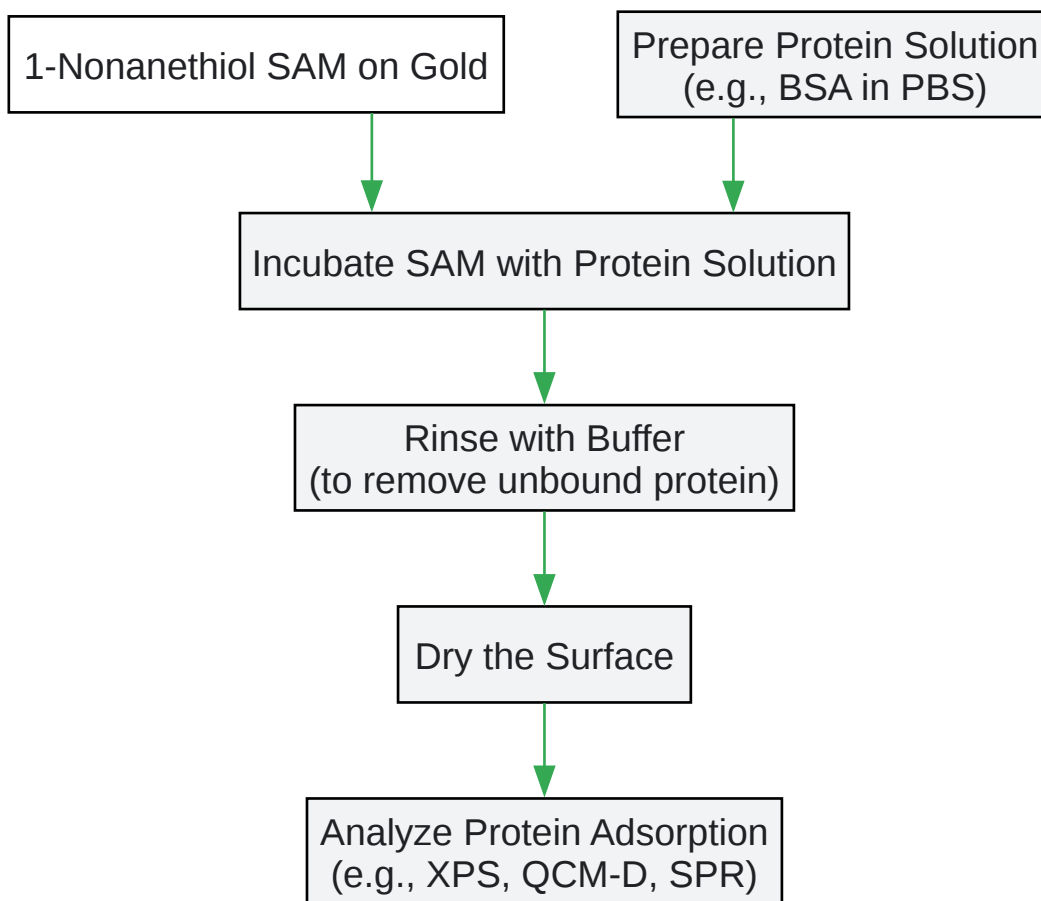 1-Nonanethiol SAM on Gold
Prepare Protein Solution
(e.g., BSA in PBS)
Incubate SAM with Protein Solution
Rinse with Buffer
(to remove unbound protein)
Dry the Surface
Analyze Protein Adsorption
(e.g., XPS, QCM-D, SPR)